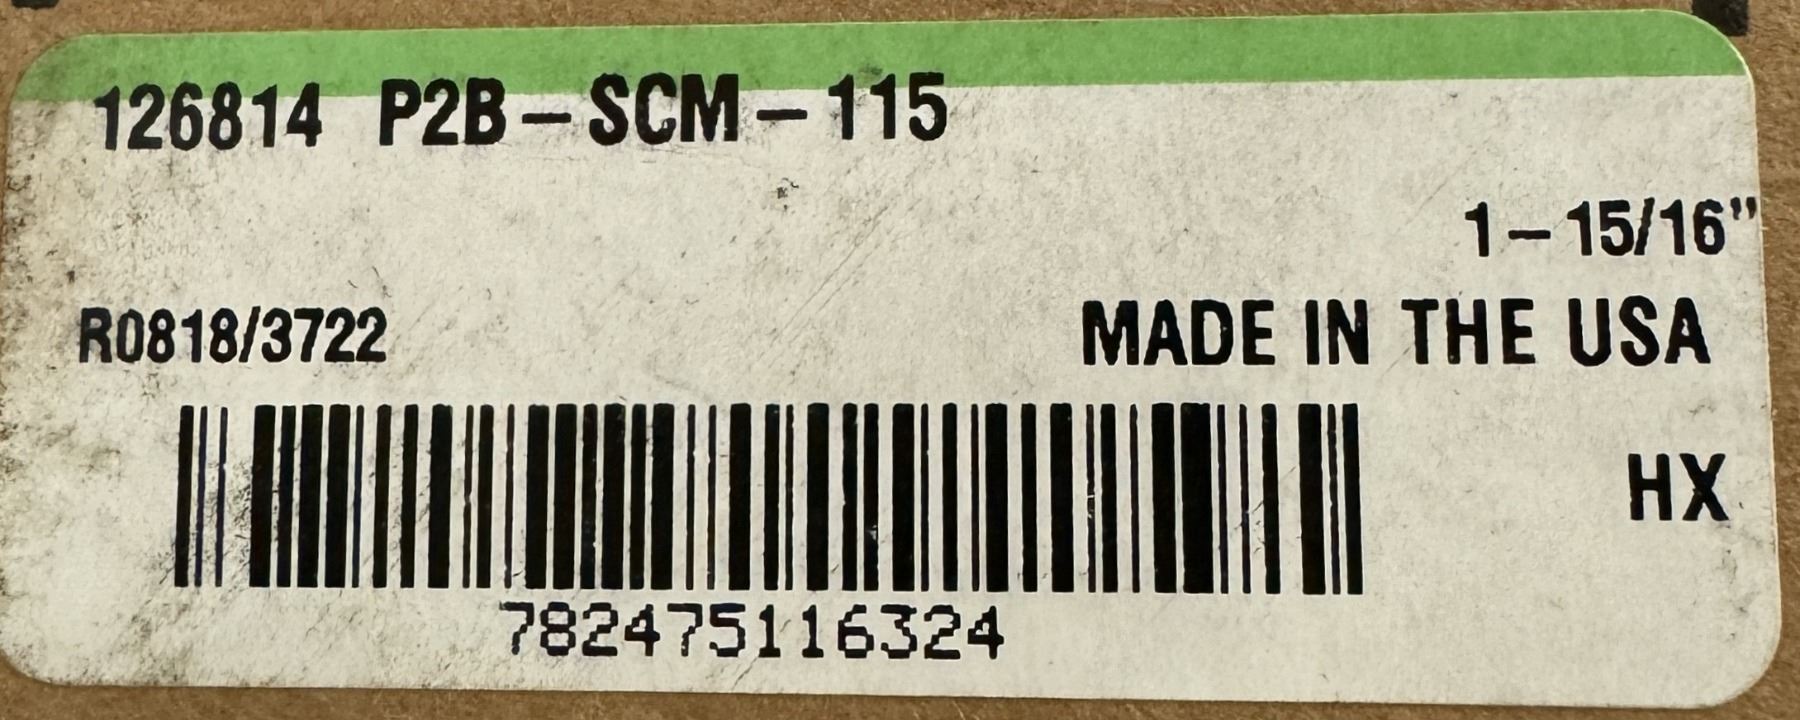 126814 P2B-SCM-115
1-15/16"
R0818/3722
MADE IN THE USA
HX
782475116324